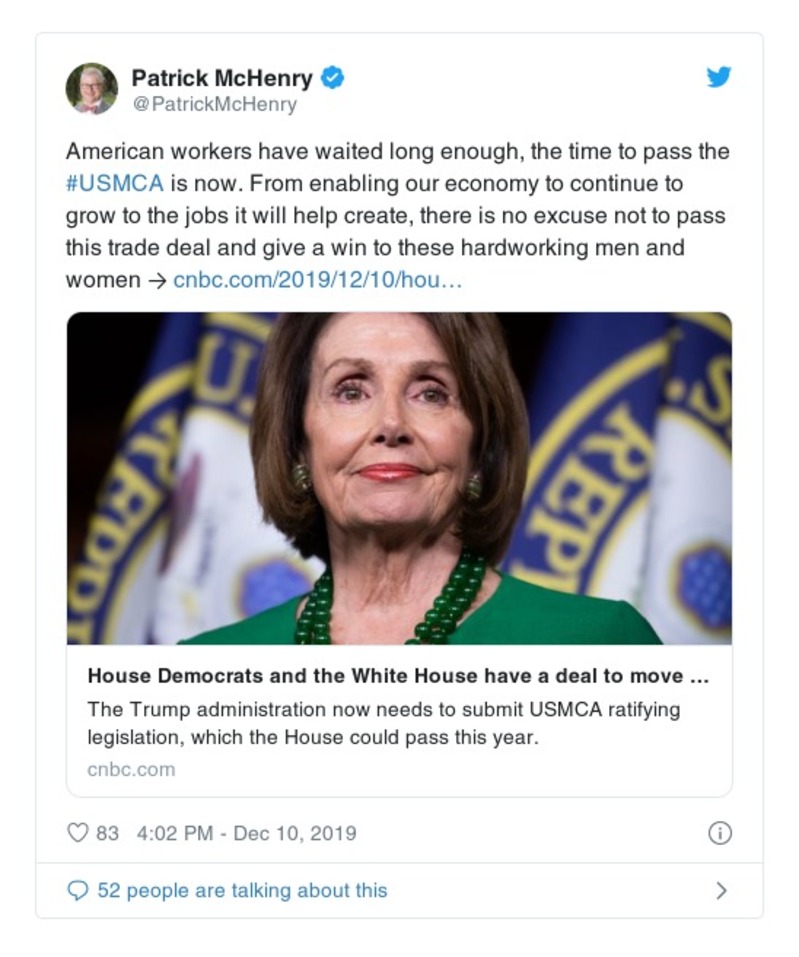 Patrick McHenry
@PatrickMcHenry
American workers have waited long enough, the time to pass the
#USMCA is now. From enabling our economy to continue to
grow to the jobs it will help create, there is no excuse not to pass
this trade deal and give a win to these hardworking men and
women → cnbc.com/2019/12/10/hou…
U.
REPR
.S.
REP
House Democrats and the White House have a deal to move ...
The Trump administration now needs to submit USMCA ratifying
legislation, which the House could pass this year.
cnbc.com
83 4:02 PM - Dec 10, 2019
52 people are talking about this